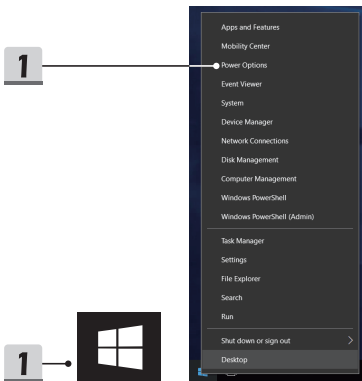 Apps and Features
Mobility Center
1
Power Options
Event Viewer
System
Device Manager
Network Connections
Disk Management
Computer Management
Windows PowerShell
Windows PowerShell (Admin)
Task Manager
Settings
File Explorer
Search
Run
Shut down or sign out
Desktop
1